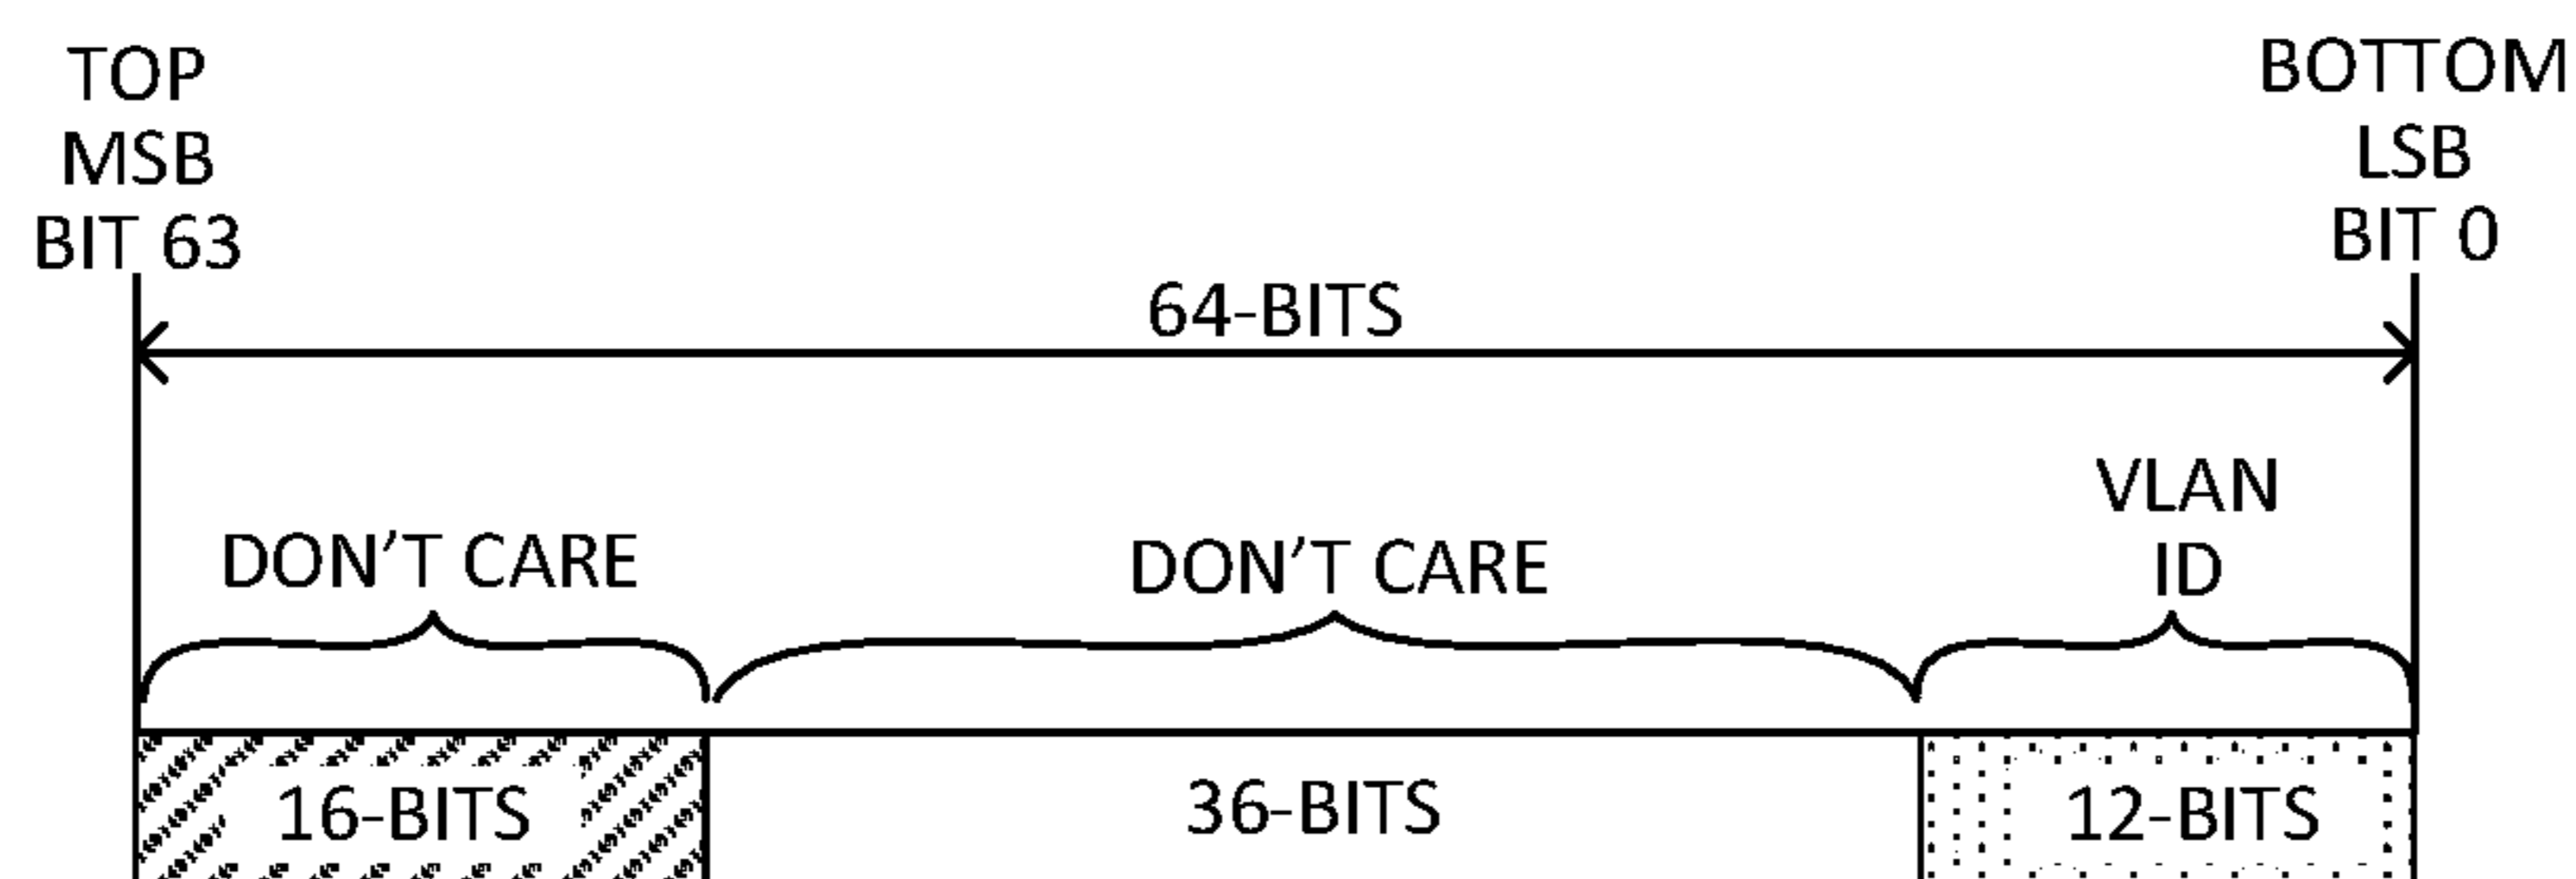 TOP
MSB
BIT 63
BOTTOM
LSB
BIT 0
64-BITS
DON'T CARE
DON'T CARE
VLAN
ID
16-BITS
36-BITS
12-BITS